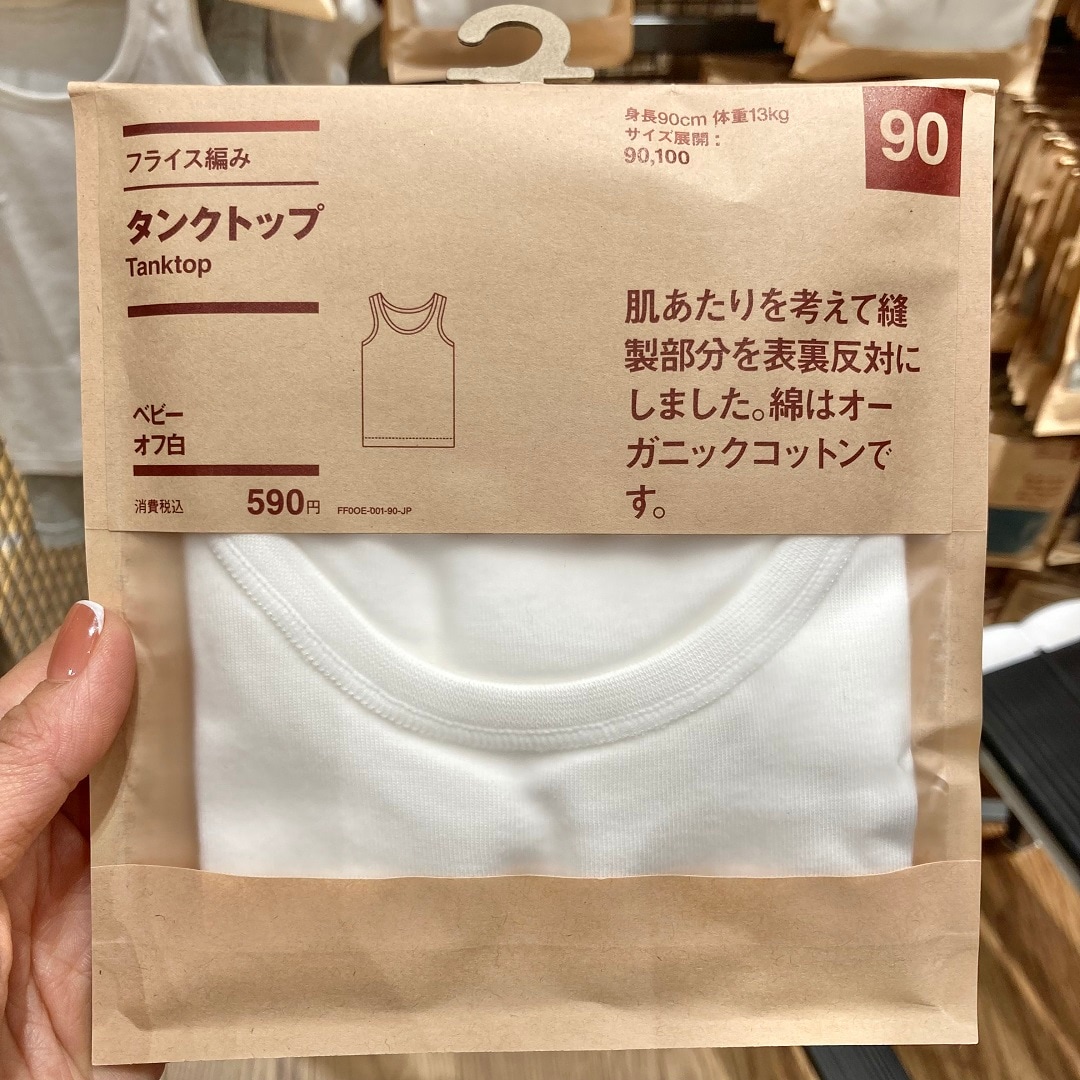 フライス編み
タンクトップ
Tanktop
ベビー
オフ白
消費税込 590円
FF0OE-001-90-JP
身長90cm 体重13kg
サイズ展開：
90,100
90
肌あたりを考えて縫
製部分を表裏反対に
しました。綿はオー
ガニックコットンで
す。